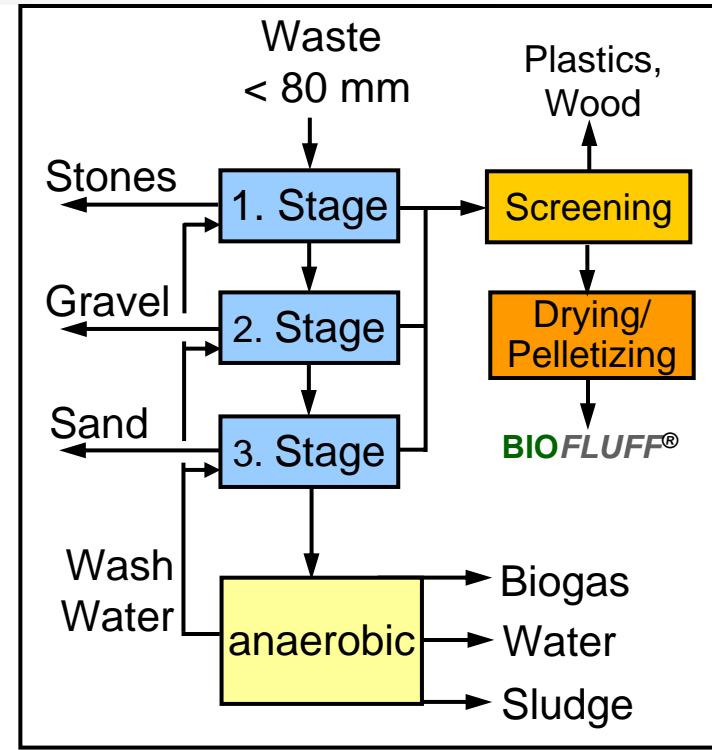 Waste
< 80 mm
Plastics,
Wood
Stones
1. Stage
Screening
Gravel
2. Stage
Drying/
Pelletizing
Sand
3. Stage
BIOFLUFF®
Wash
Water
anaerobic
Biogas
Water
Sludge